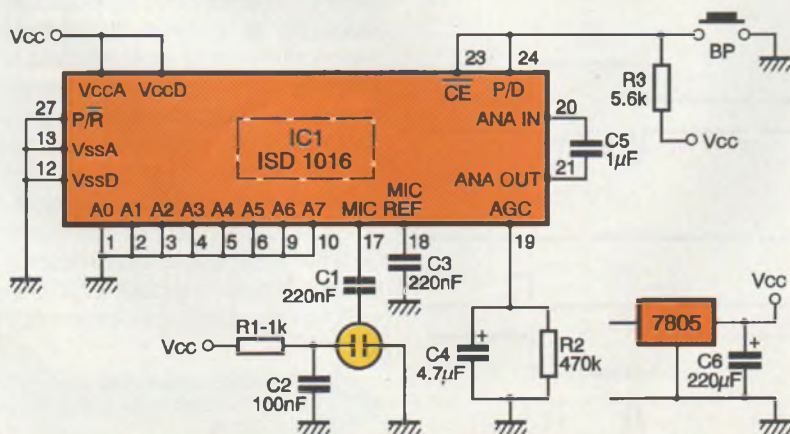 Vcc
VccA
VccD
23
24
BP
CE
P/D
R3
5.6k
Vcc
27
P/R
13
VssA
12
VssD
IC1
ISD 1016
ANA IN
20
C5
1µF
ANA OUT
21
A0 A1 A2 A3 A4 A5 A6 A7
MIC
MIC
REF
AGC
1 2 3 4 5 6 9 10
17
18
19
C1
220nF
C3
220nF
Vcc
R1-1k
C2
100nF
+
C4
4.7µF
R2
470k
7805
Vcc
+
C6
220µF